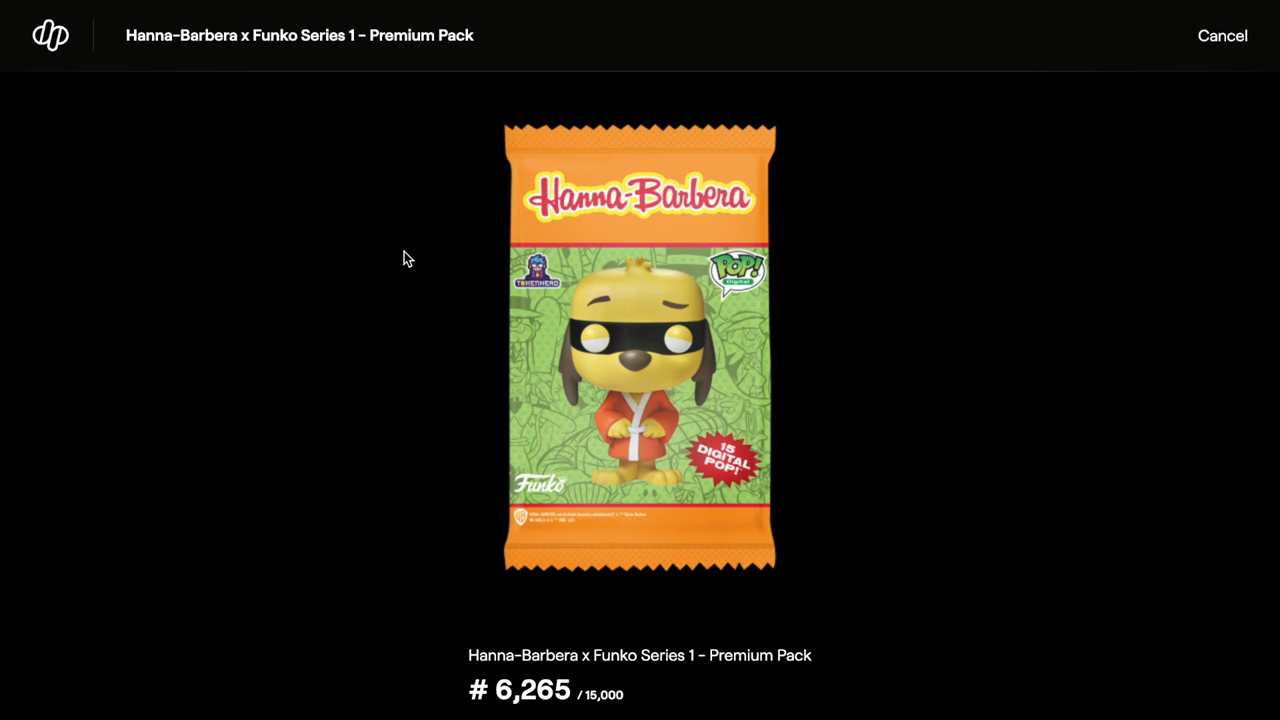 Hanna-Barbera x Funko Series 1 - Premium Pack
Cancel
Hanna-Barbera
TOKENHEAD
POP!
Digital
15
DIGITAL
POP!
Funko
Hanna-Barbera x Funko Series 1 - Premium Pack
# 6,265 / 15,000